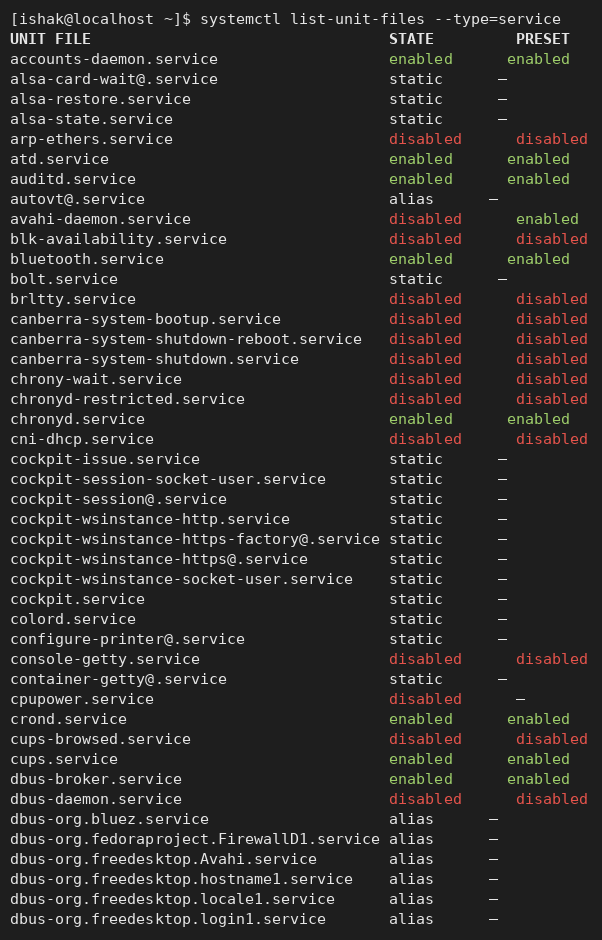 [ishak@localhost ~]$ systemctl list-unit-files --type=service
UNIT FILE                                 STATE         PRESET
accounts-daemon.service                   enabled      enabled
alsa-card-wait@.service                   static      –
alsa-restore.service                      static      –
alsa-state.service                        static      –
arp-ethers.service                        disabled      disabled
atd.service                               enabled      enabled
auditd.service                            enabled      enabled
autovt@.service                           alias      –
avahi-daemon.service                      disabled      enabled
blk-availability.service                  disabled      disabled
bluetooth.service                         enabled      enabled
bolt.service                              static      –
brltty.service                            disabled      disabled
canberra-system-bootup.service            disabled      disabled
canberra-system-shutdown-reboot.service   disabled      disabled
canberra-system-shutdown.service          disabled      disabled
chrony-wait.service                       disabled      disabled
chronyd-restricted.service                disabled      disabled
chronyd.service                           enabled      enabled
cni-dhcp.service                          disabled      disabled
cockpit-issue.service                     static      –
cockpit-session-socket-user.service       static      –
cockpit-session@.service                  static      –
cockpit-wsinstance-http.service           static      –
cockpit-wsinstance-https-factory@.service static      –
cockpit-wsinstance-https@.service         static      –
cockpit-wsinstance-socket-user.service    static      –
cockpit.service                           static      –
colord.service                            static      –
configure-printer@.service                static      –
console-getty.service                     disabled      disabled
container-getty@.service                  static      –
cpupower.service                          disabled      –
crond.service                             enabled      enabled
cups-browsed.service                      disabled      disabled
cups.service                              enabled      enabled
dbus-broker.service                       enabled      enabled
dbus-daemon.service                       disabled      disabled
dbus-org.bluez.service                    alias      –
dbus-org.fedoraproject.FirewallD1.service alias      –
dbus-org.freedesktop.Avahi.service        alias      –
dbus-org.freedesktop.hostname1.service    alias      –
dbus-org.freedesktop.locale1.service      alias      –
dbus-org.freedesktop.login1.service       alias      –